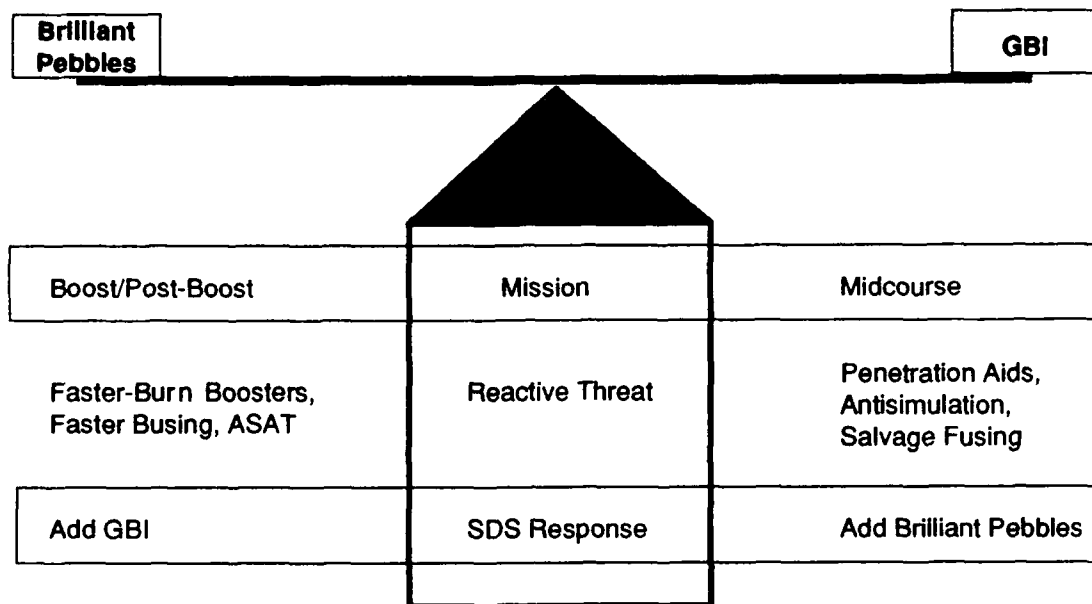 Brilliant
Pebbles
GBI
Boost/Post-Boost
Mission
Midcourse
Faster-Burn Boosters,
Faster Busing, ASAT
Reactive Threat
Penetration Aids,
Antisimulation,
Salvage Fusing
Add GBI
SDS Response
Add Brilliant Pebbles